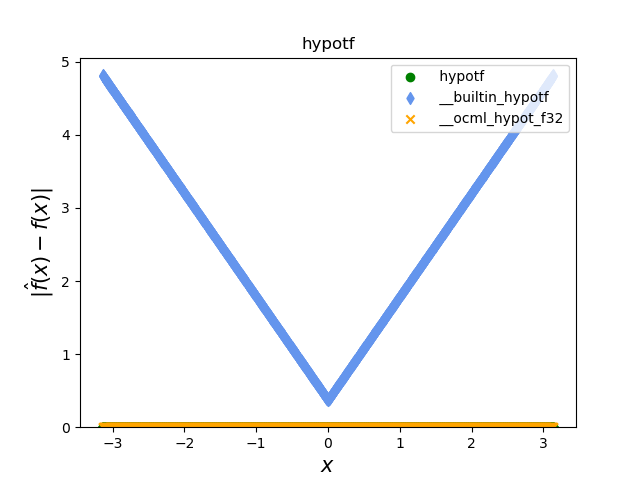 hypotf
hypotf
__builtin_hypotf
__ocml_hypot_f32
|f̂(x) − f(x)|
5
4
3
2
1
0
−3 −2 −1 0 1 2 3
x